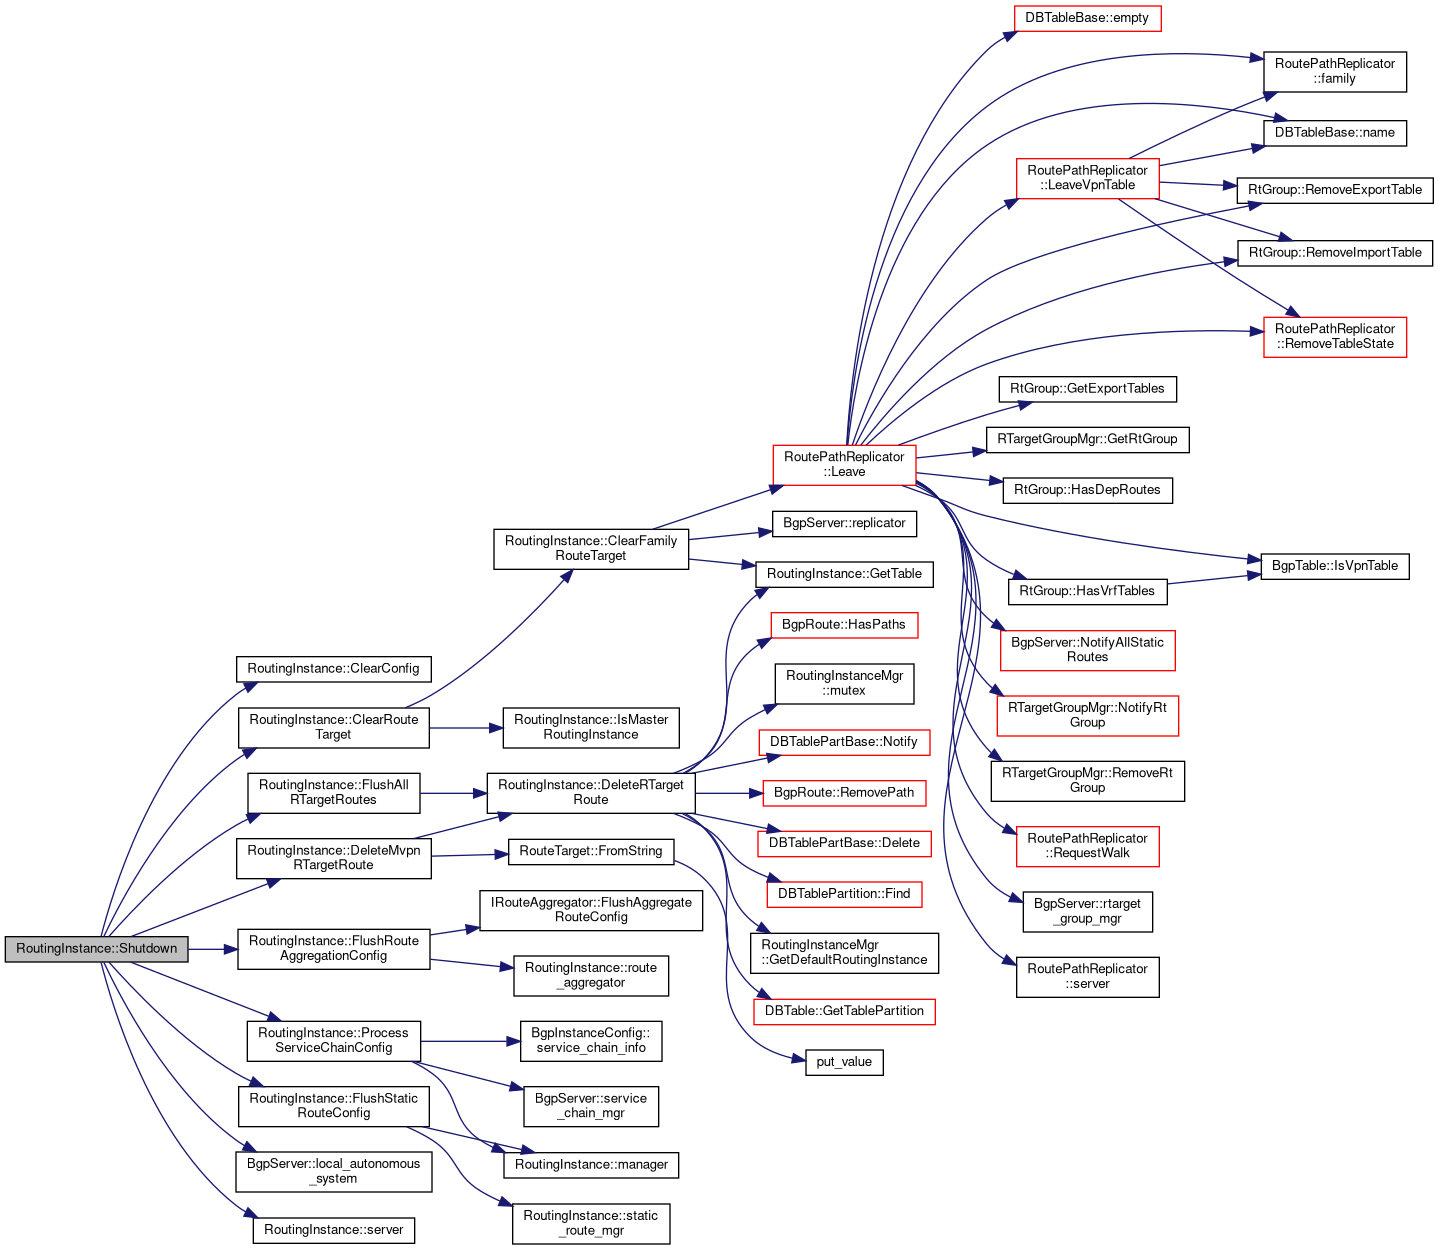 DBTableBase::empty
RoutePathReplicator
::family
DBTableBase::name
RoutePathReplicator
::LeaveVpnTable
RtGroup::RemoveExportTable
RtGroup::RemoveImportTable
RoutePathReplicator
::RemoveTableState
RtGroup::GetExportTables
RTargetGroupMgr::GetRtGroup
RoutePathReplicator
::Leave
RtGroup::HasDepRoutes
BgpServer::replicator
RoutingInstance::ClearFamily
RouteTarget
BgpTable::IsVpnTable
RoutingInstance::GetTable
RtGroup::HasVrfTables
BgpRoute::HasPaths
BgpServer::NotifyAllStatic
Routes
RoutingInstance::ClearConfig
RoutingInstanceMgr
::mutex
RTargetGroupMgr::NotifyRt
Group
RoutingInstance::ClearRoute
Target
RoutingInstance::IsMaster
RoutingInstance
DBTablePartBase::Notify
RTargetGroupMgr::RemoveRt
Group
RoutingInstance::FlushAll
RTargetRoutes
RoutingInstance::DeleteRTarget
Route
BgpRoute::RemovePath
DBTablePartBase::Delete
RoutePathReplicator
::RequestWalk
RoutingInstance::DeleteMvpn
RTargetRoute
RouteTarget::FromString
DBTablePartition::Find
IRouteAggregator::FlushAggregate
RouteConfig
BgpServer::rtarget
_group_mgr
RoutingInstance::Shutdown
RoutingInstance::FlushRoute
AggregationConfig
RoutingInstanceMgr
::GetDefaultRoutingInstance
RoutingInstance::route
_aggregator
RoutePathReplicator
::server
DBTable::GetTablePartition
RoutingInstance::Process
ServiceChainConfig
BgpInstanceConfig::
service_chain_info
put_value
RoutingInstance::FlushStatic
RouteConfig
BgpServer::service
_chain_mgr
BgpServer::local_autonomous
_system
RoutingInstance::manager
RoutingInstance::server
RoutingInstance::static
_route_mgr